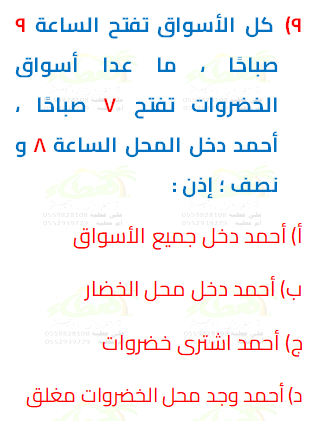 ٩) كل الأسواق تفتح الساعة ٩
صباحًا ، ما عدا أسواق
الخضروات تفتح ٧ صباحًا ،
أحمد دخل المحل الساعة ٨ و
نصف ؛ إذن :
أ) أحمد دخل جميع الأسواق
ب) أحمد دخل محل الخضار
ج) أحمد اشترى خضروات
د) أحمد وجد محل الخضروات مغلق